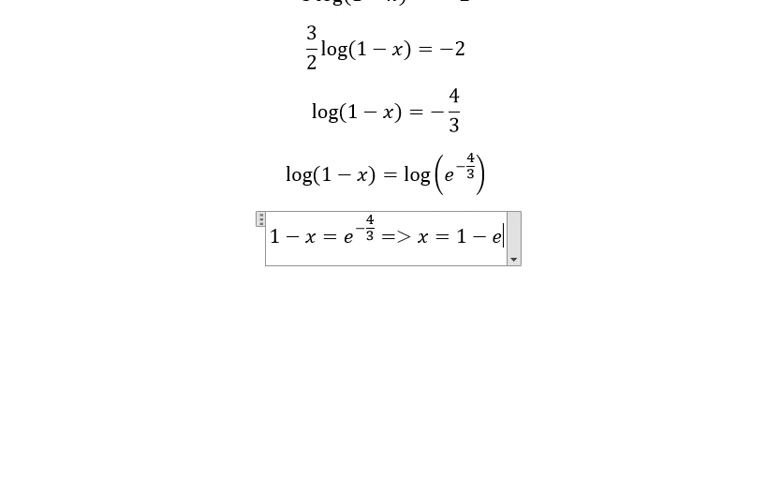 3/2 log(1 − x) = −2
log(1 − x) = −4/3
log(1 − x) = log(e^(−4/3))
1 − x = e^(−4/3) => x = 1 − e